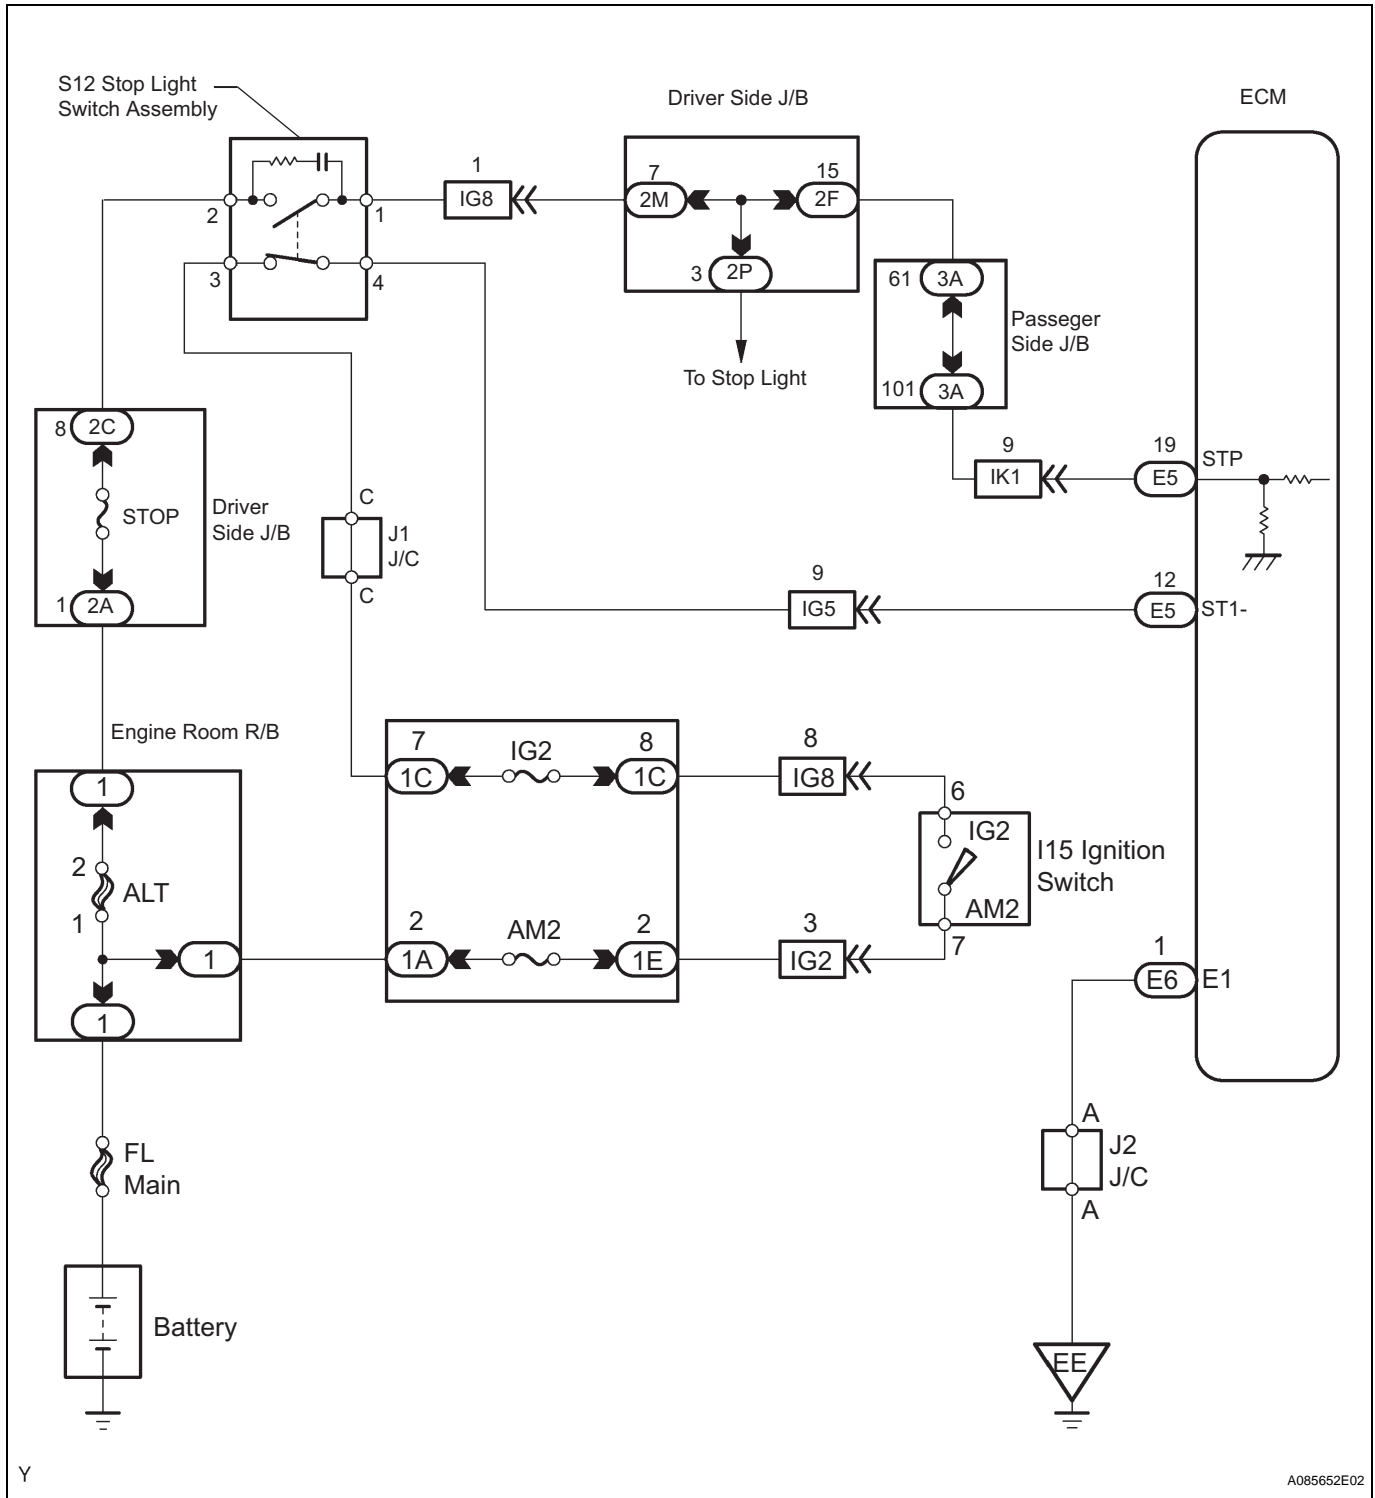 S12 Stop Light
Switch Assembly
Driver Side J/B
ECM
1
IG8
7
2M
15
2F
2
1
3
4
3
2P
61
3A
Passeger
Side J/B
To Stop Light
101
3A
8
2C
STOP
Driver
Side J/B
1
2A
C
J1
J/C
C
9
IK1
19
E5
STP
9
IG5
12
E5
ST1-
Engine Room R/B
1
2
ALT
1
1
1
7
1C
IG2
8
1C
8
IG8
6
IG2
I15 Ignition
Switch
AM2
7
2
1A
AM2
2
1E
3
IG2
1
E6
E1
FL
Main
A
J2
J/C
A
Battery
EE
Y
A085652E02